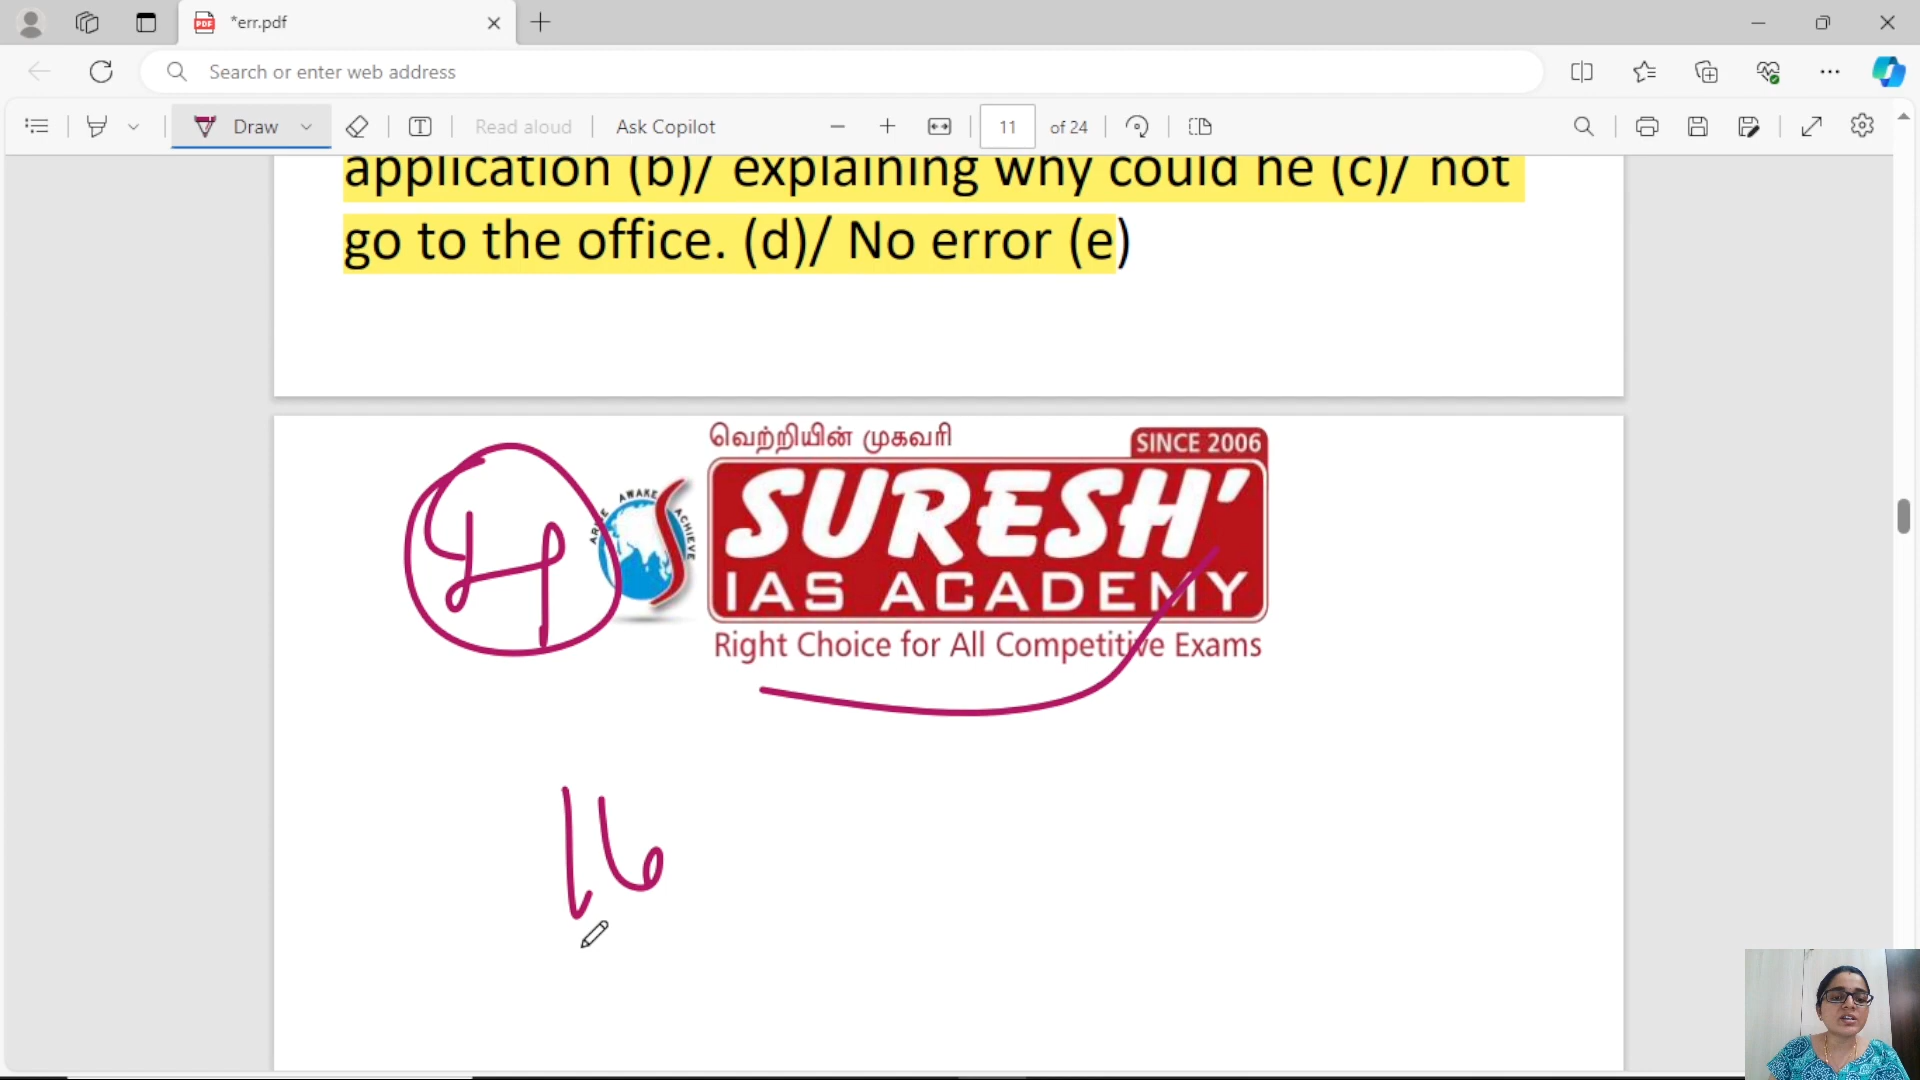 *err.pdf
Search or enter web address
Draw
Read aloud
Ask Copilot
11 of 24
application (b)/ explaining why could he (c)/ not
go to the office. (d)/ No error (e)
வெற்றியின் முகவரி
SINCE 2006
ARISE AWAKE ACHIEVE
SURESH'
IAS ACADEMY
Right Choice for All Competitive Exams
16